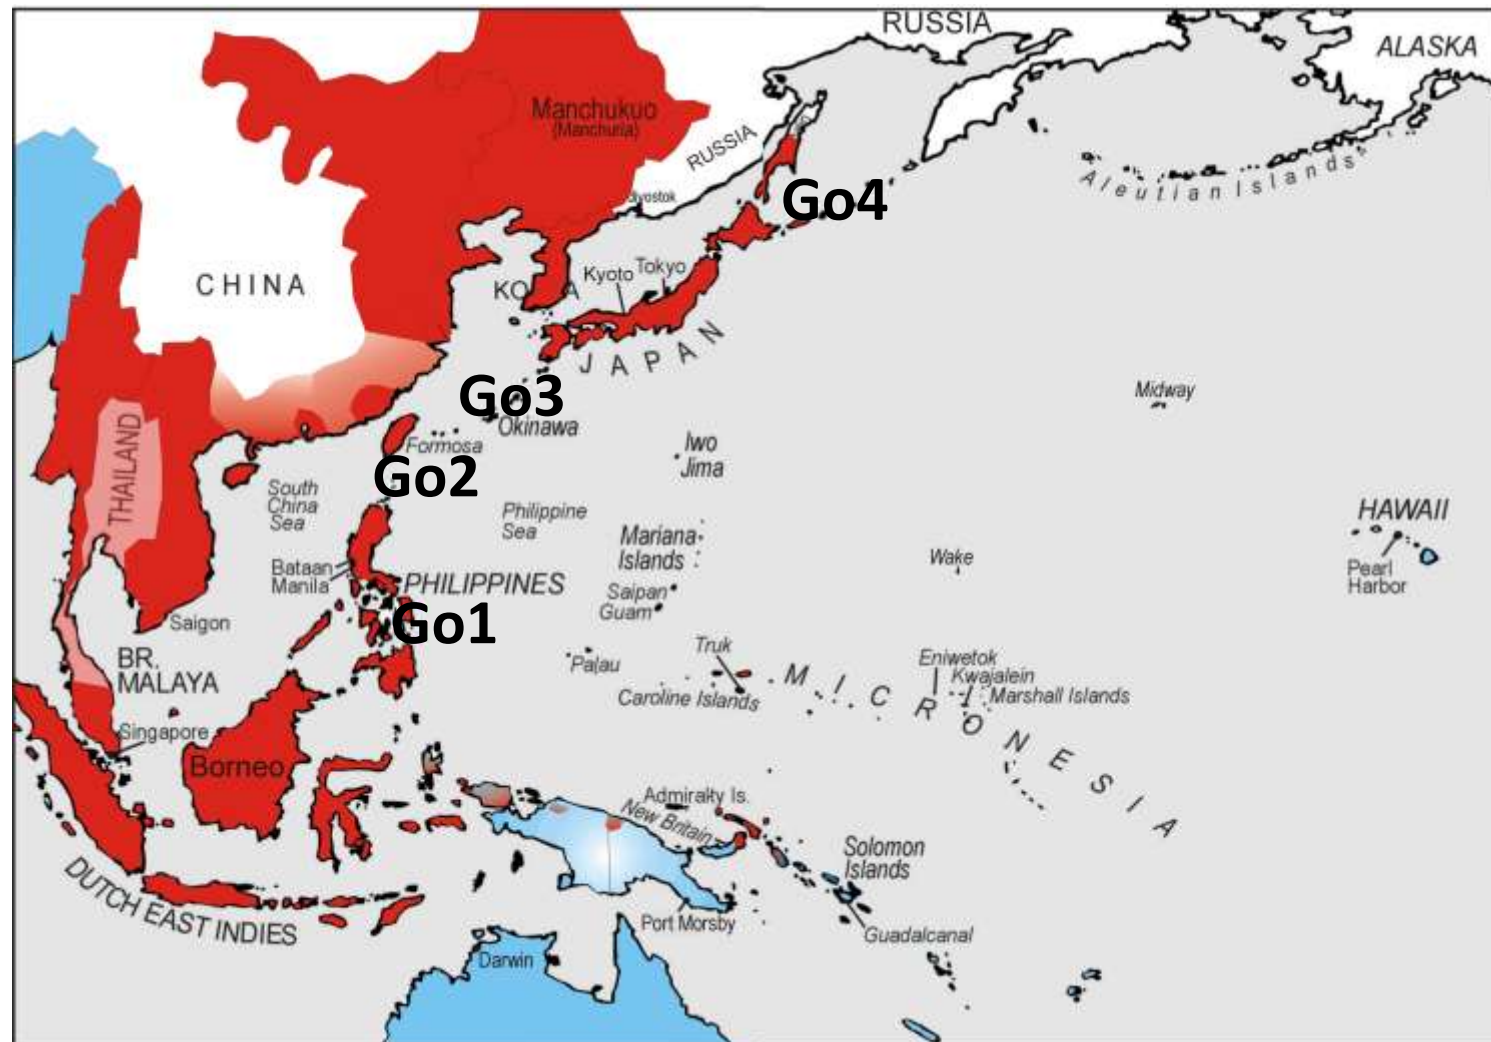 RUSSIA
ALASKA
Manchukuo
(Manchuria)
RUSSIA
Aleutian Islands
Go4
CHINA
Kyoto
Tokyo
JAPAN
Go3
Okinawa
Midway
Formosa
Iwo
Jima
THAILAND
Go2
South
China
Sea
Philippine
Sea
HAWAII
Mariana
Islands
Wake
Pearl
Harbor
Bataan
Manila
PHILIPPINES
Saipan
Guam
Go1
Saigon
Truk
Palau
Eniwetok
Kwajalein
Marshall Islands
BR.
MALAYA
Caroline Islands
MICRONESIA
Singapore
Borneo
Admiralty Is.
New Britain
Solomon
Islands
DUTCH EAST INDIES
Port Morsby
Guadalcanal
Darwin